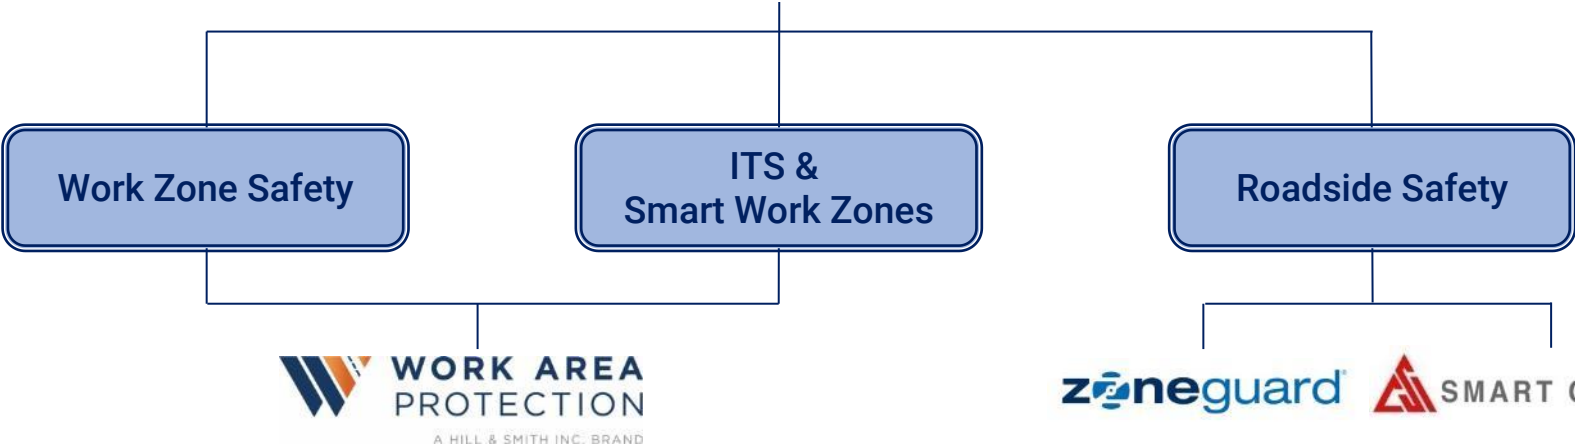 Work Zone Safety
ITS &
Smart Work Zones
Roadside Safety
WORK AREA
PROTECTION
A HILL & SMITH INC. BRAND
zoneguard
SMART